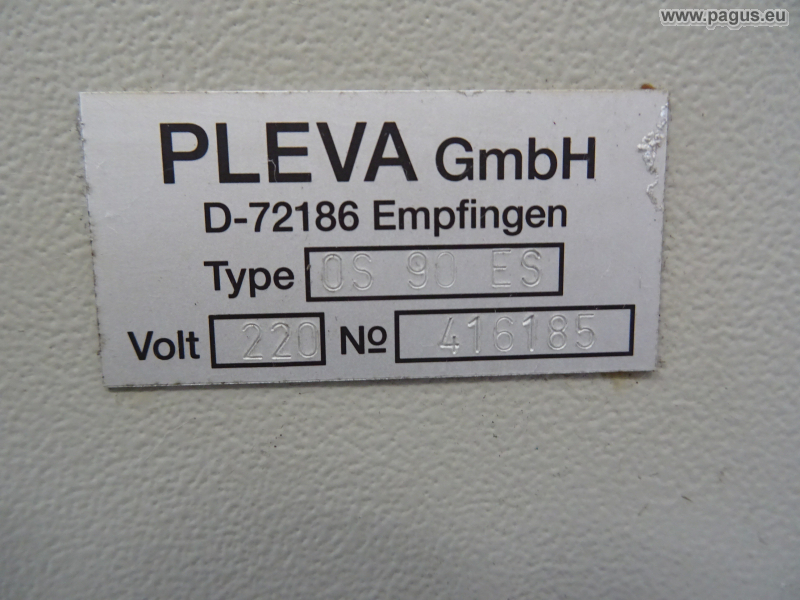 www.pagus.eu
PLEVA GmbH
D-72186 Empfingen
Type OS 90 ES
Volt 220 № 416185